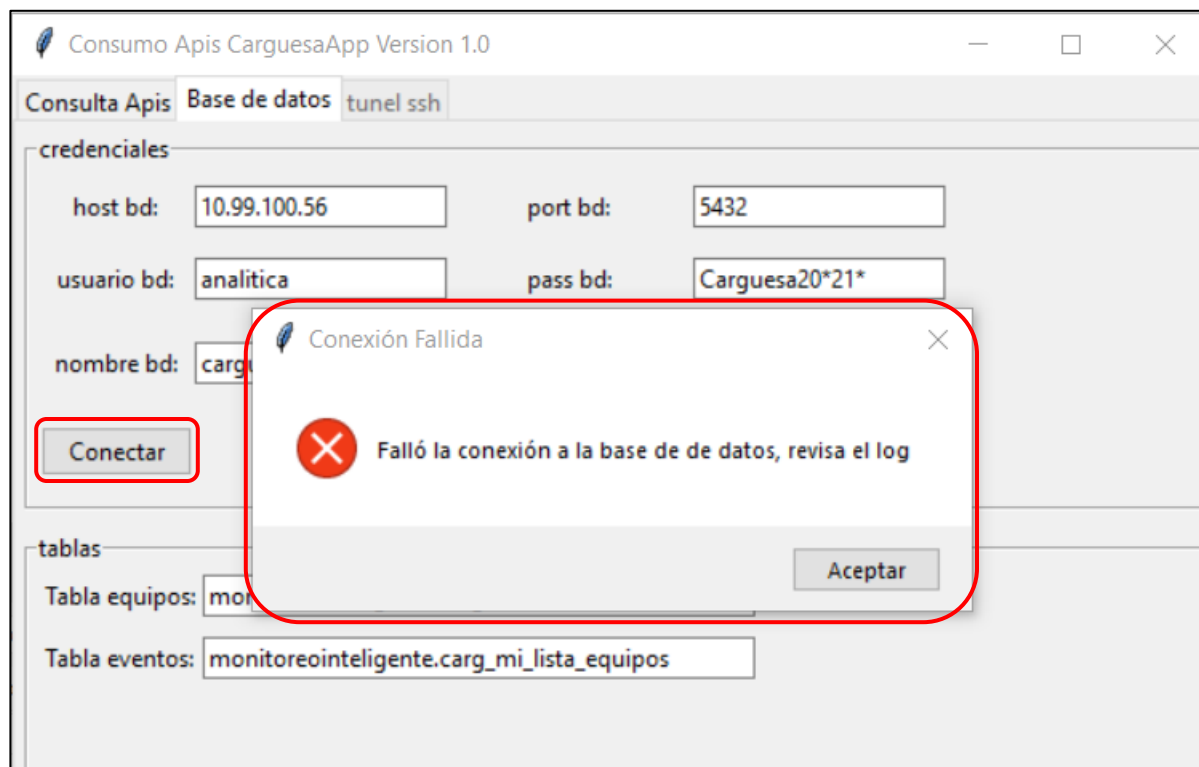 Consumo Apis CarguesaApp Version 1.0
Consulta Apis Base de datos tunel ssh
credenciales
host bd: 10.99.100.56 port bd: 5432
usuario bd: analitica pass bd: Carguesa20*21*
Conexión Fallida
nombre bd:
Conectar
Falló la conexión a la base de de datos, revisa el log
Aceptar
tablas
Tabla equipos:
Tabla eventos: monitoreointeligente.carg_mi_lista_equipos